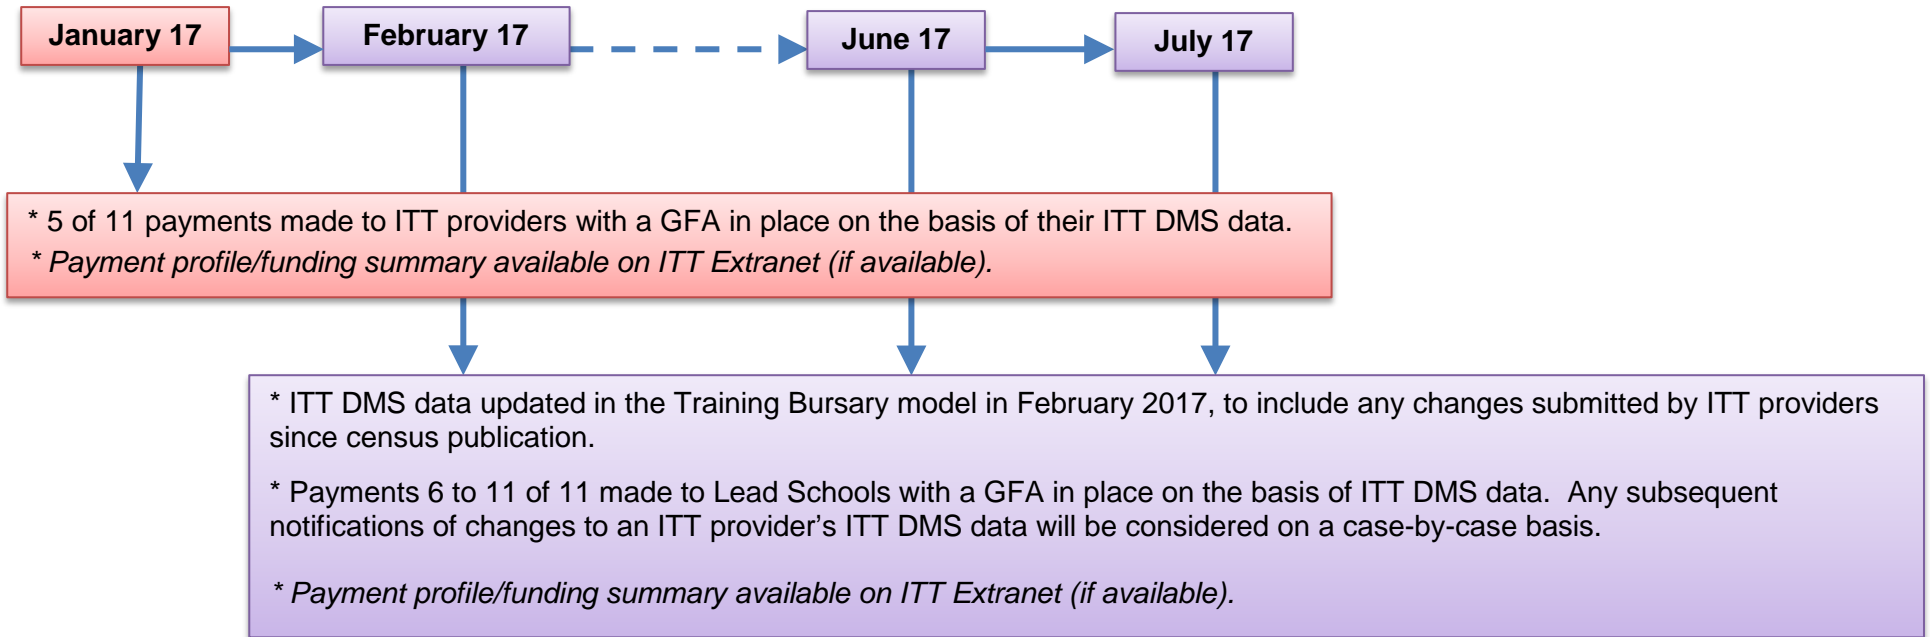 January 17
February 17
June 17
July 17
* 5 of 11 payments made to ITT providers with a GFA in place on the basis of their ITT DMS data.
* Payment profile/funding summary available on ITT Extranet (if available).
* ITT DMS data updated in the Training Bursary model in February 2017, to include any changes submitted by ITT providers
since census publication.
* Payments 6 to 11 of 11 made to Lead Schools with a GFA in place on the basis of ITT DMS data.  Any subsequent
notifications of changes to an ITT provider’s ITT DMS data will be considered on a case-by-case basis.
* Payment profile/funding summary available on ITT Extranet (if available).